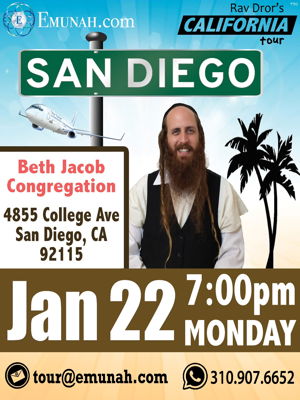 EMUNAH.com
Rav Dror's
CALIFORNIA
tour
SAN DIEGO
Beth Jacob
Congregation
4855 College Ave
San Diego, CA
92115
Jan 22
7:00pm
MONDAY
tour@emunah.com
310.907.6652